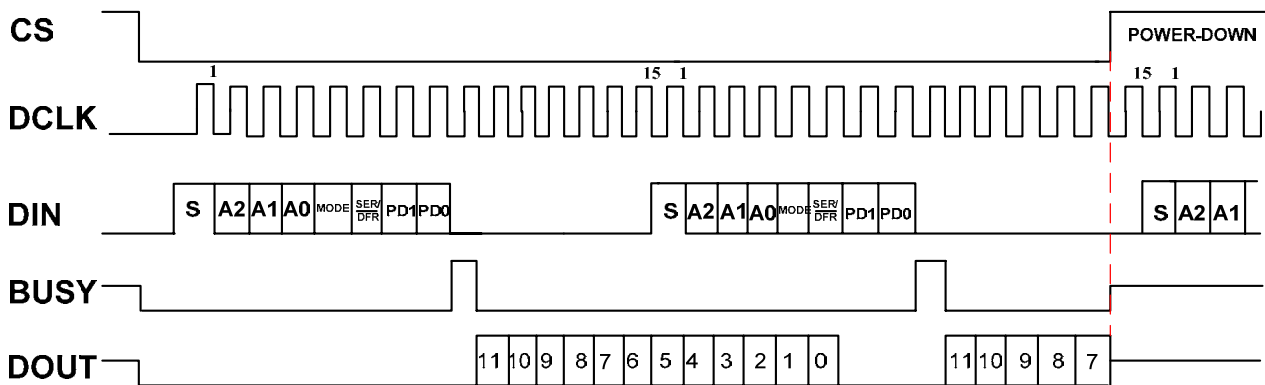 CS POWER-DOWN
1 15 1 15 1
DCLK
DIN S A2 A1 A0 MODE SER/DFR PD1 PD0 S A2 A1 A0 MODE SER/DFR PD1 PD0 S A2 A1
BUSY
DOUT 11 10 9 8 7 6 5 4 3 2 1 0 11 10 9 8 7